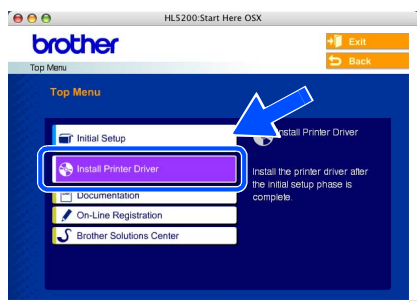 HL5200:Start Here OSX
brother
Exit
Back
Top Menu
Top Menu
Initial Setup
Install Printer Driver
Documentation
On-Line Registration
Brother Solutions Center
nstall Printer Driver
Install the printer driver after
the initial setup phase is
complete.